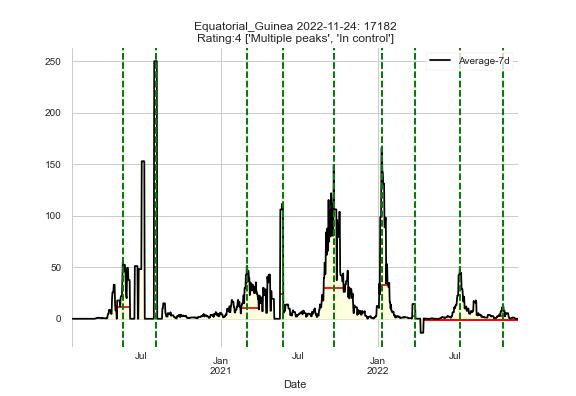 Equatorial_Guinea 2022-11-24: 17182
Rating:4 ['Multiple peaks', 'In control']
Average-7d
250
200
150
100
50
0
Jul
Jan
2021
Jul
Jan
2022
Jul
Date